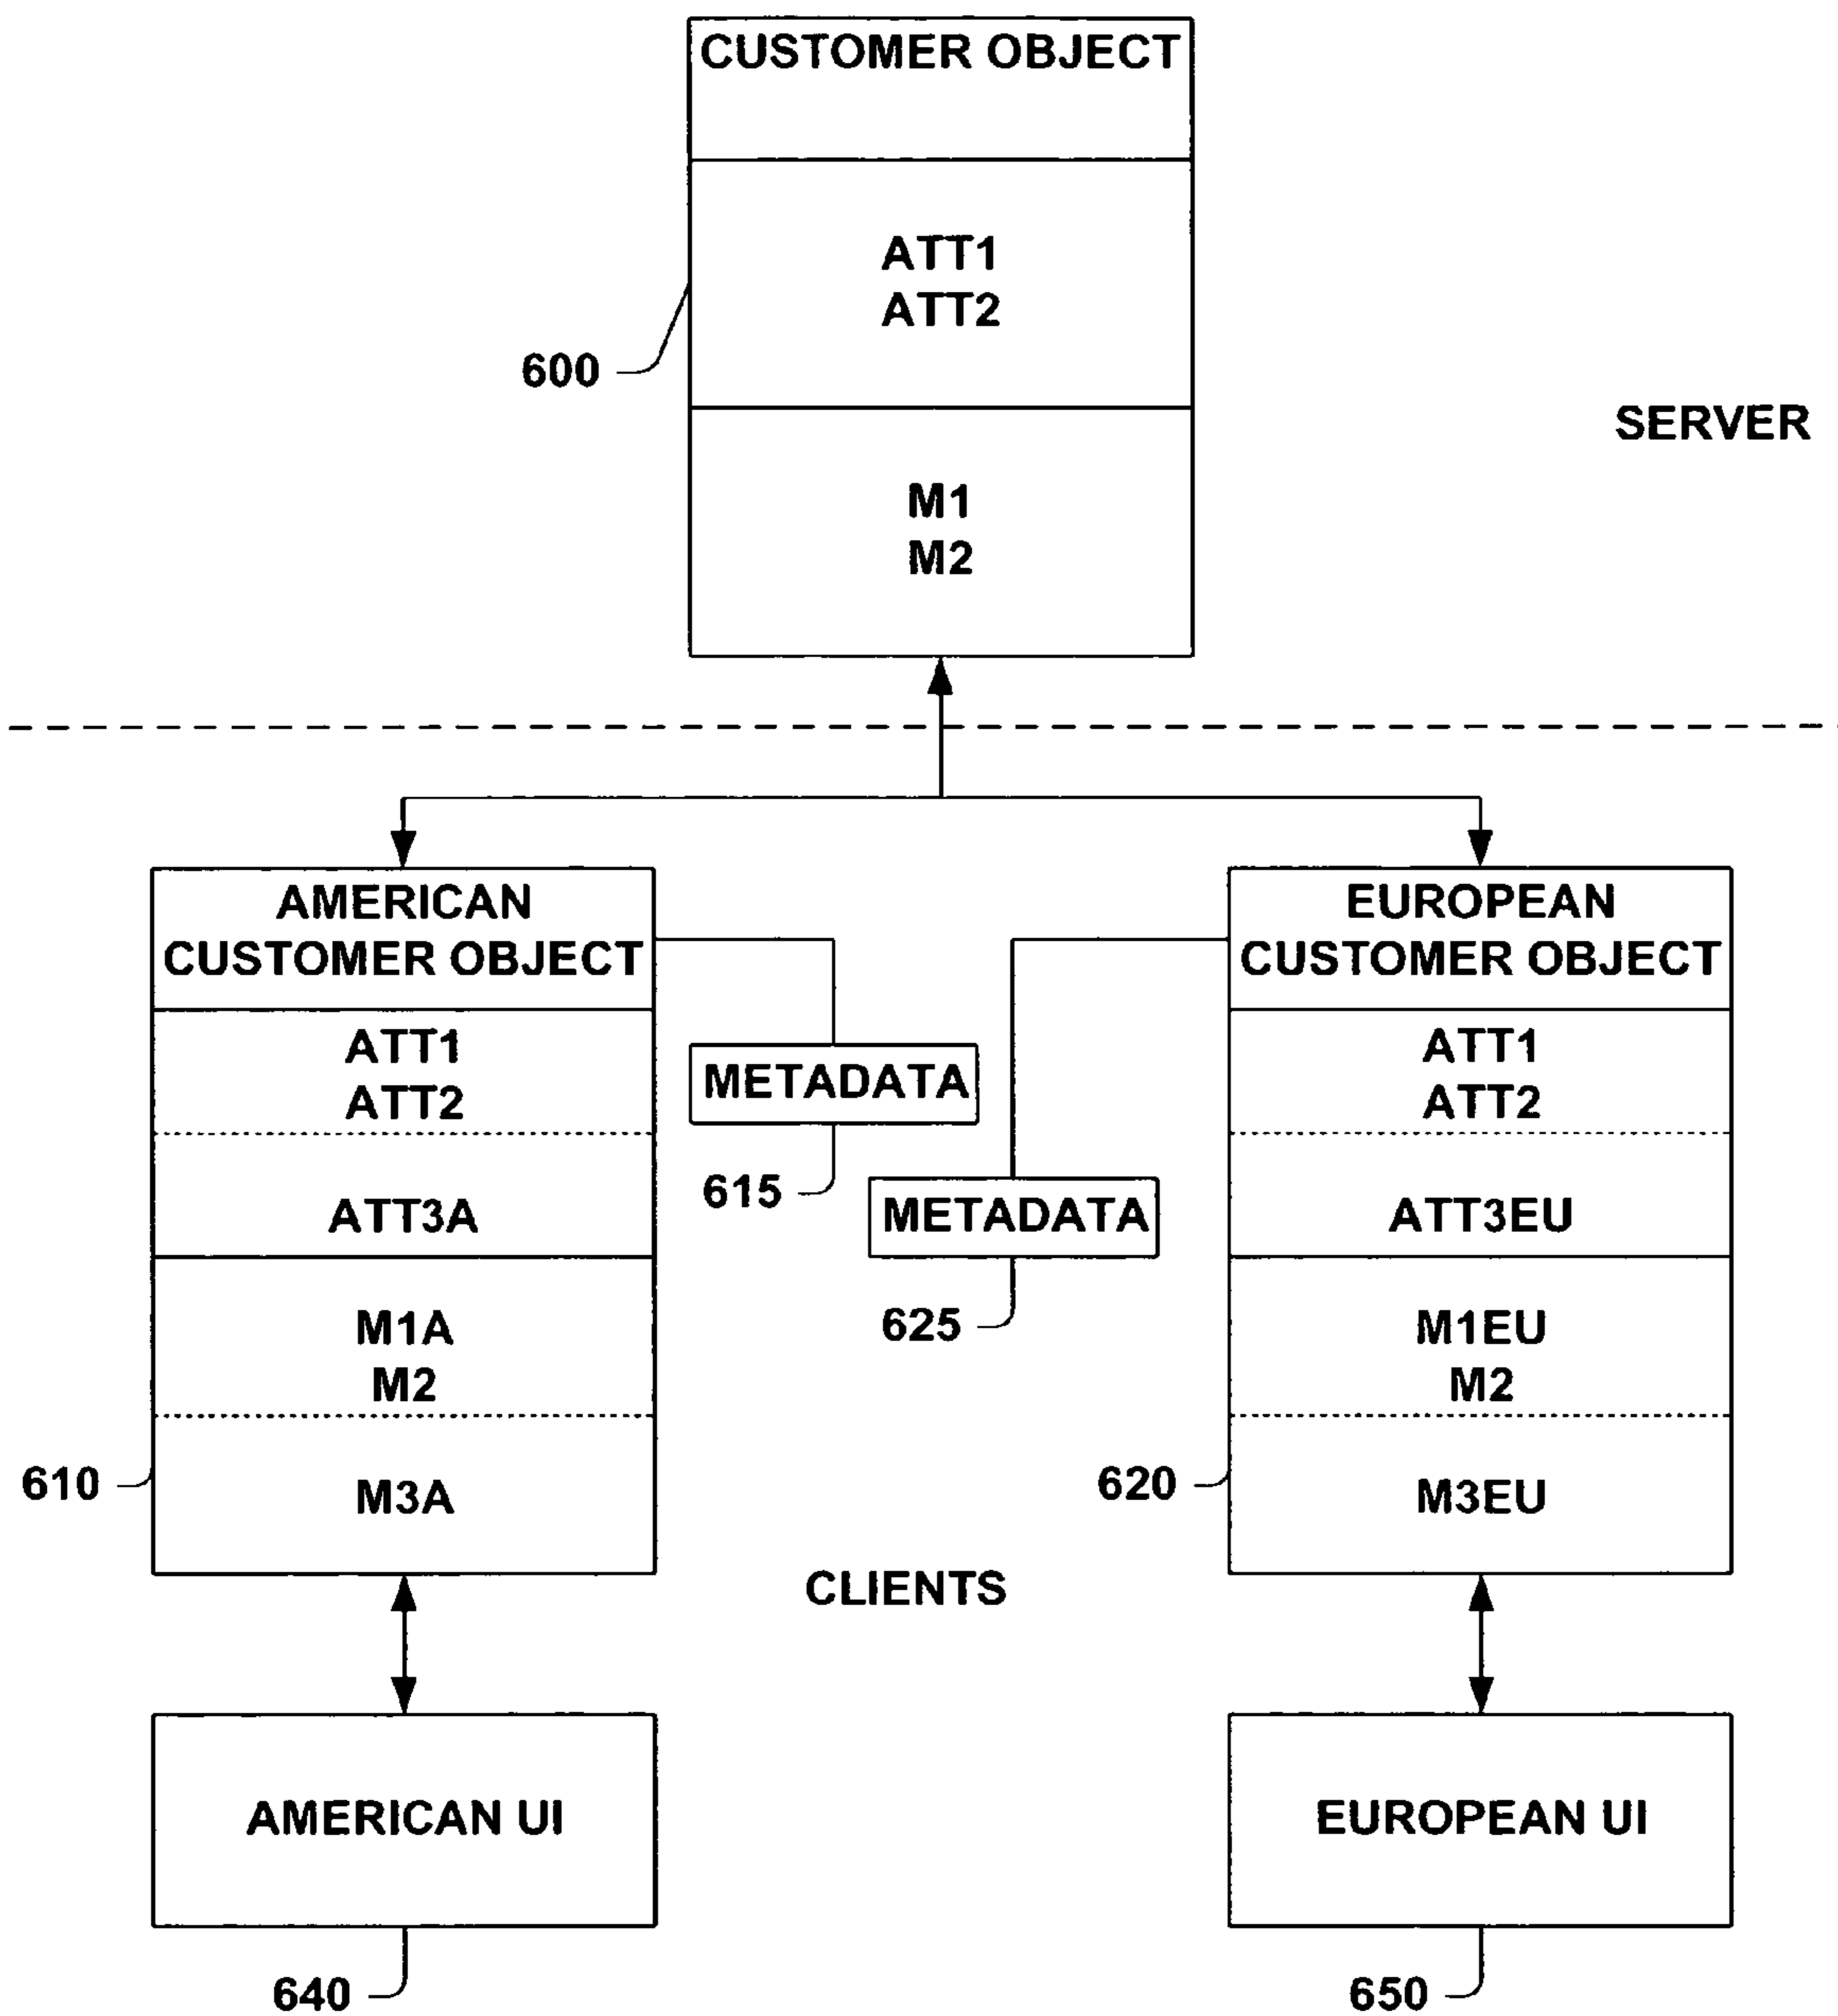 CUSTOMER OBJECT
ATT1
ATT2
600
SERVER
M1
M2
AMERICAN
CUSTOMER OBJECT
ATT1
ATT2
ATT3A
M1A
M2
M3A
610
METADATA
615
METADATA
625
EUROPEAN
CUSTOMER OBJECT
ATT1
ATT2
ATT3EU
M1EU
M2
M3EU
620
CLIENTS
AMERICAN UI
640
EUROPEAN UI
650